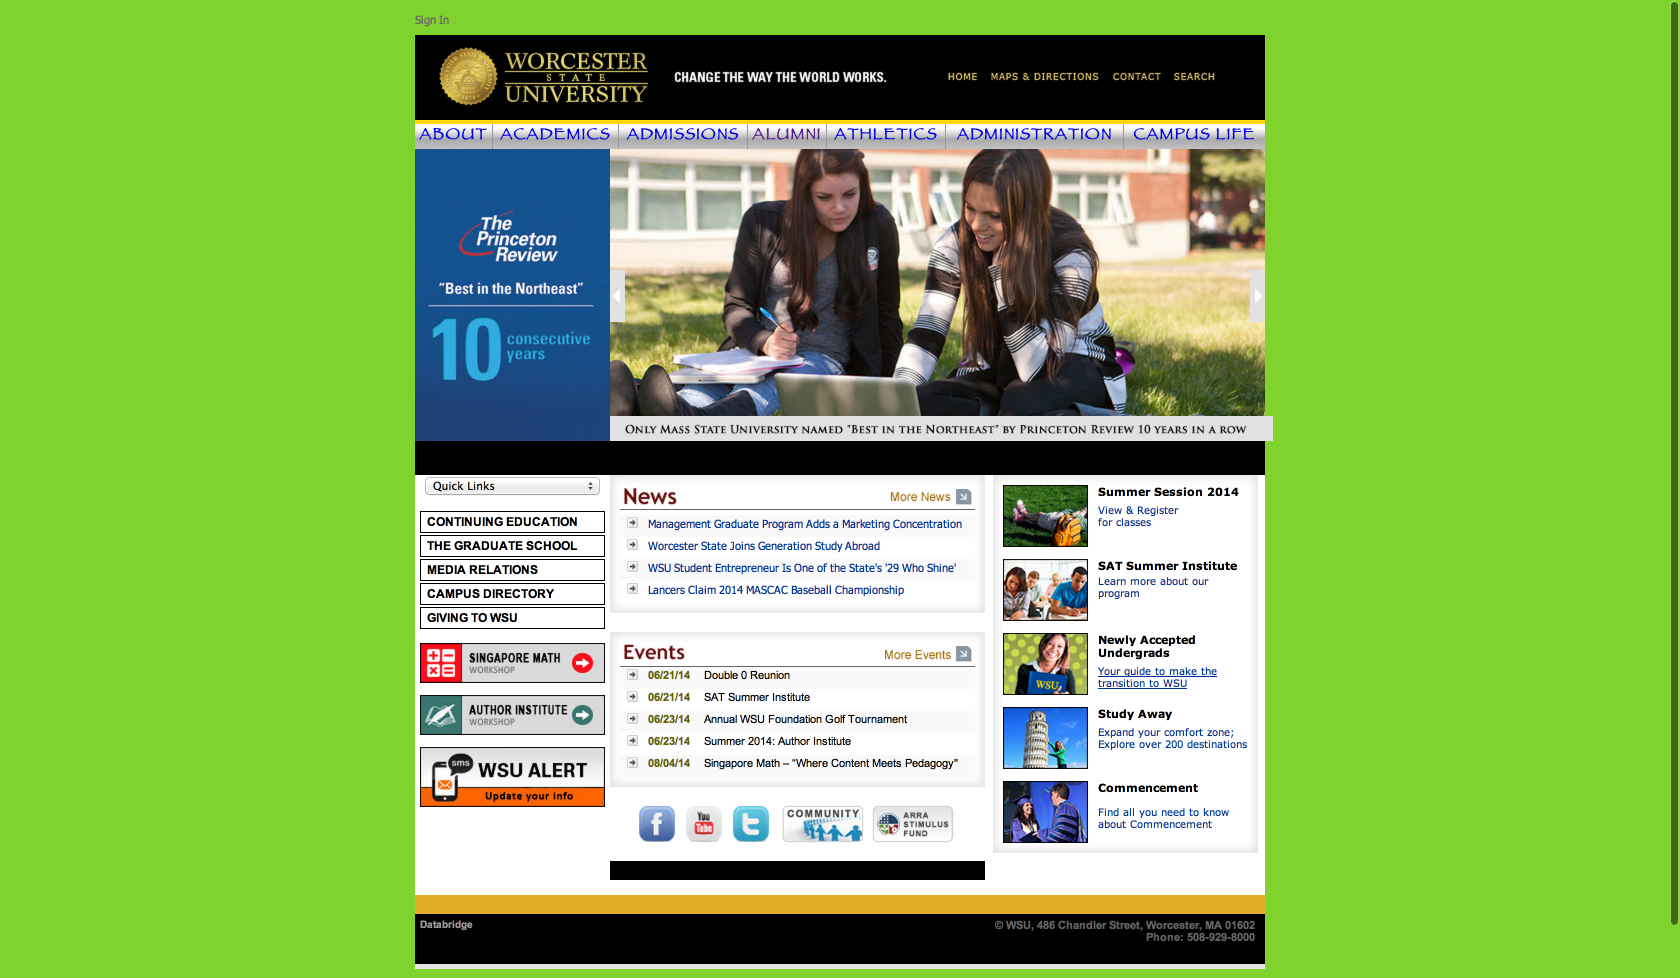 Sign In
WORCESTER
STATE
UNIVERSITY
CHANGE THE WAY THE WORLD WORKS.
HOME MAPS & DIRECTIONS CONTACT SEARCH
ABOUT ACADEMICS ADMISSIONS ALUMNI ATHLETICS ADMINISTRATION CAMPUS LIFE
The
Princeton
Review
“Best in the Northeast”
10 consecutive
years
ONLY MASS STATE UNIVERSITY NAMED "BEST IN THE NORTHEAST" BY PRINCETON REVIEW 10 YEARS IN A ROW
Quick Links
CONTINUING EDUCATION
THE GRADUATE SCHOOL
MEDIA RELATIONS
CAMPUS DIRECTORY
GIVING TO WSU
SINGAPORE MATH
WORKSHOP
AUTHOR INSTITUTE
WORKSHOP
sms
WSU ALERT
Update your info
News
More News
Management Graduate Program Adds a Marketing Concentration
Worcester State Joins Generation Study Abroad
WSU Student Entrepreneur Is One of the State's '29 Who Shine'
Lancers Claim 2014 MASCAC Baseball Championship
Events
More Events
06/21/14 Double 0 Reunion
06/21/14 SAT Summer Institute
06/23/14 Annual WSU Foundation Golf Tournament
06/23/14 Summer 2014: Author Institute
08/04/14 Singapore Math – “Where Content Meets Pedagogy”
f
You
Tube
t
COMMUNITY
ARRA
STIMULUS
FUND
Summer Session 2014
View & Register
for classes
SAT Summer Institute
Learn more about our
program
WSU
Newly Accepted
Undergrads
Your guide to make the
transition to WSU
Study Away
Expand your comfort zone;
Explore over 200 destinations
Commencement
Find all you need to know
about Commencement
Databridge
© WSU, 486 Chandler Street, Worcester, MA 01602
Phone: 508-929-8000